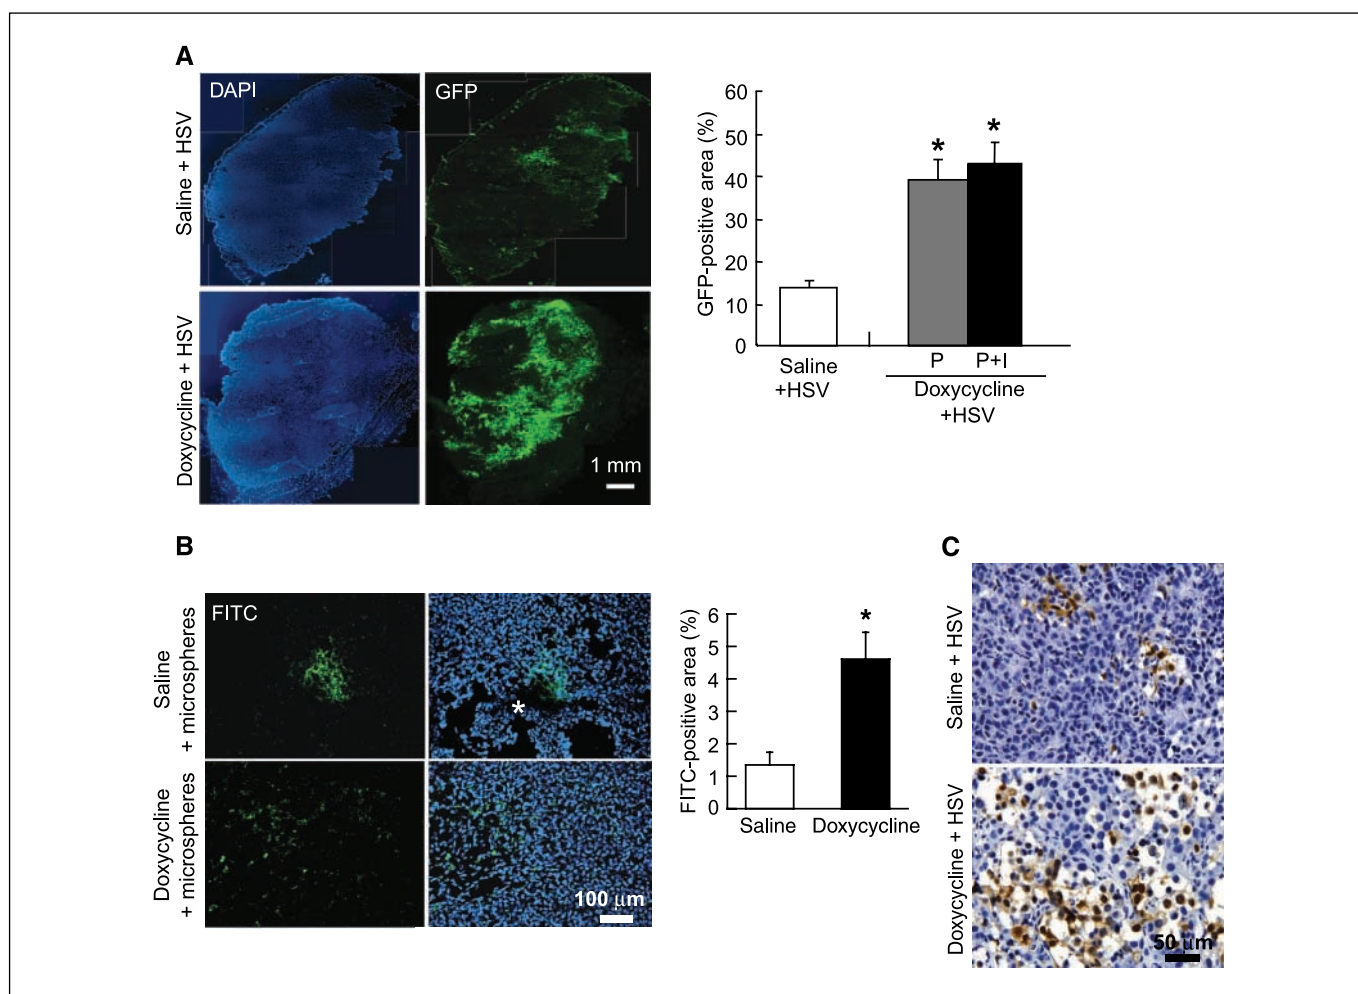 A
DAPI
GFP
Saline + HSV
Doxycycline + HSV
1 mm
GFP-positive area (%)
60
50
40
30
20
10
0
*
*
Saline
+HSV
P
P+I
Doxycycline
+HSV
B
FITC
Saline
+ microspheres
*
Doxycycline
+ microspheres
100 µm
FITC-positive area (%)
6
5
4
3
2
1
0
*
Saline
Doxycycline
C
Saline + HSV
Doxycycline + HSV
50 µm